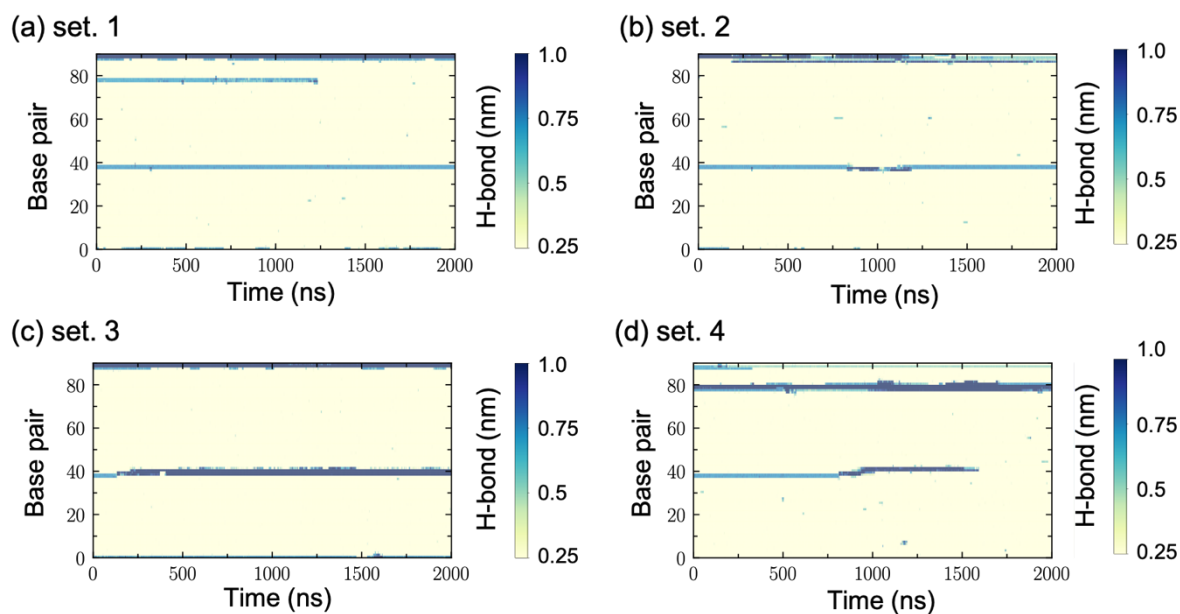 (a) set. 1
(b) set. 2
Base pair
80
60
40
20
0
0 500 1000 1500 2000
Time (ns)
H-bond (nm)
1.0
0.75
0.5
0.25
Base pair
80
60
40
20
0
0 500 1000 1500 2000
Time (ns)
H-bond (nm)
1.0
0.75
0.5
0.25
(c) set. 3
(d) set. 4
Base pair
80
60
40
20
0
0 500 1000 1500 2000
Time (ns)
H-bond (nm)
1.0
0.75
0.5
0.25
Base pair
80
60
40
20
0
0 500 1000 1500 2000
Time (ns)
H-bond (nm)
1.0
0.75
0.5
0.25